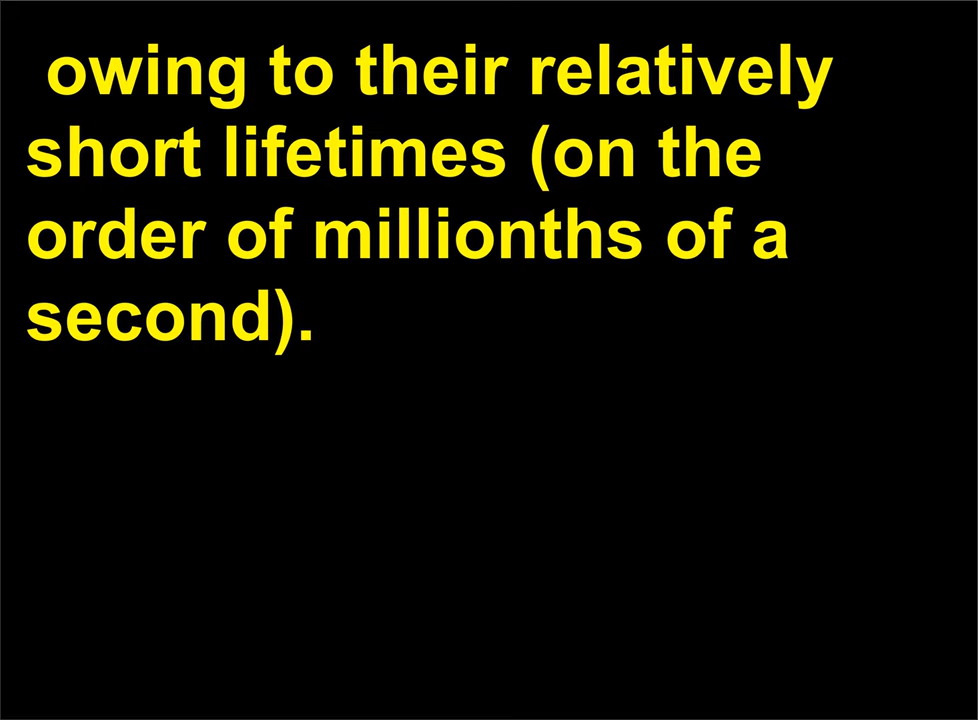 owing to their relatively
short lifetimes (on the
order of millionths of a
second).